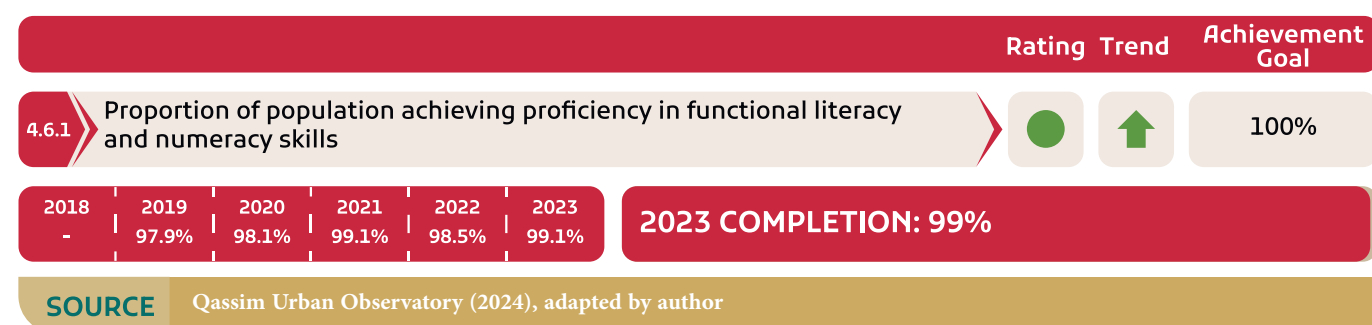 Rating Trend Achievement Goal
4.6.1 Proportion of population achieving proficiency in functional literacy
and numeracy skills
100%
2018 2019 2020 2021 2022 2023
- 97.9% 98.1% 99.1% 98.5% 99.1%
2023 COMPLETION: 99%
SOURCE Qassim Urban Observatory (2024), adapted by author